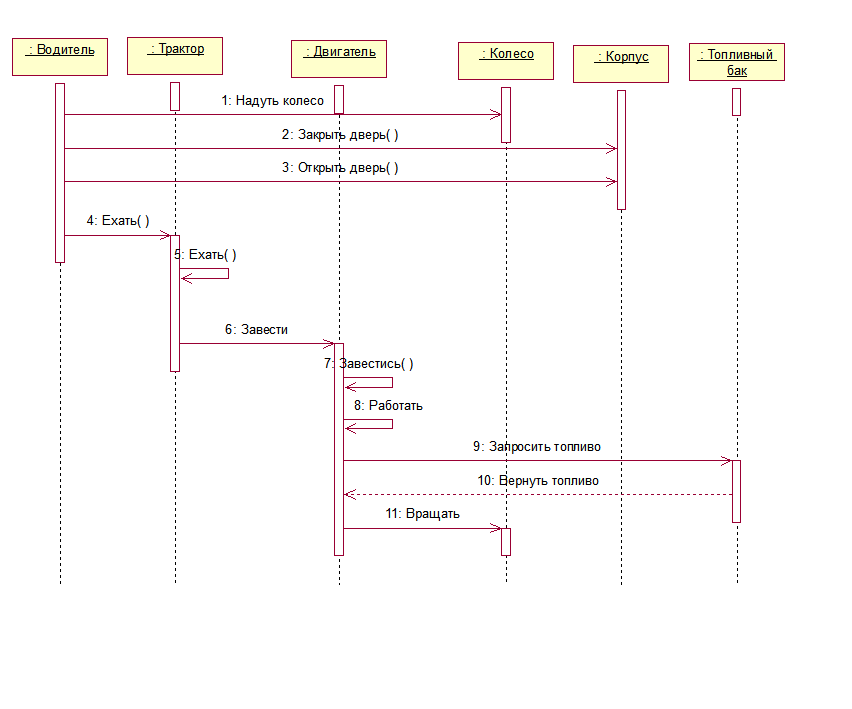 : Водитель
: Трактор
: Двигатель
: Колесо
: Корпус
: Топливный
бак
1: Надуть колесо
2: Закрыть дверь( )
3: Открыть дверь( )
4: Ехать( )
5: Ехать( )
6: Завести
7: Завестись( )
8: Работать
9: Запросить топливо
10: Вернуть топливо
11: Вращать